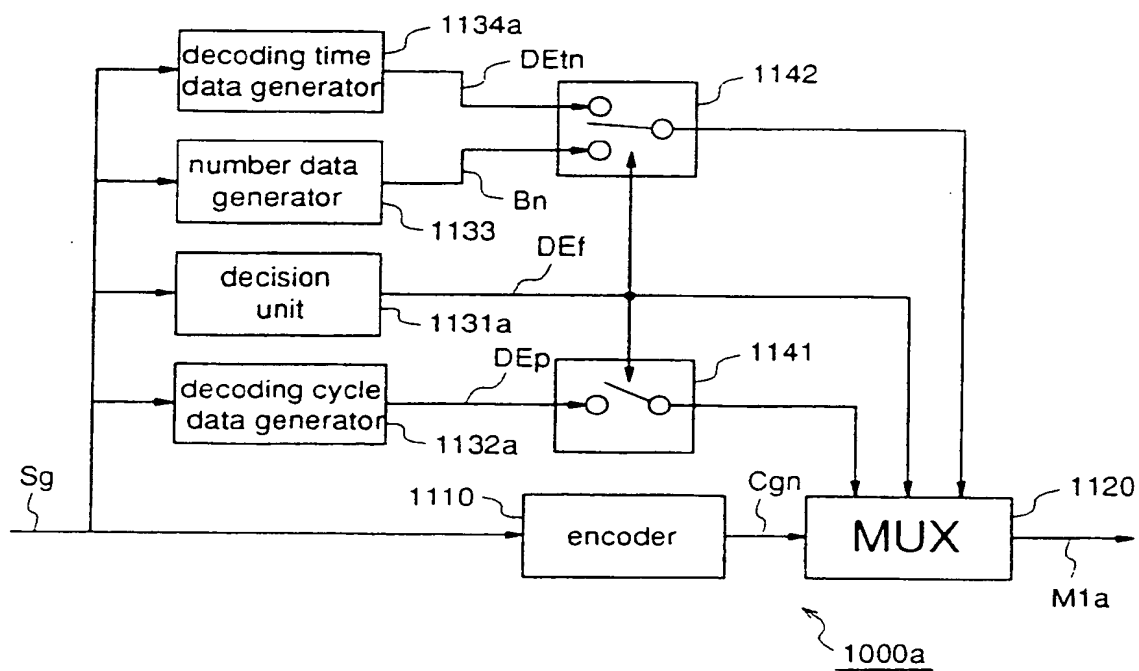 1134a
decoding time
data generator
DEtn
1142
number data
generator
Bn
1133
DEf
decision
unit
1131a
DEp
1141
decoding cycle
data generator
1132a
Sg
1110
Cgn
1120
encoder
MUX
M1a
1000a